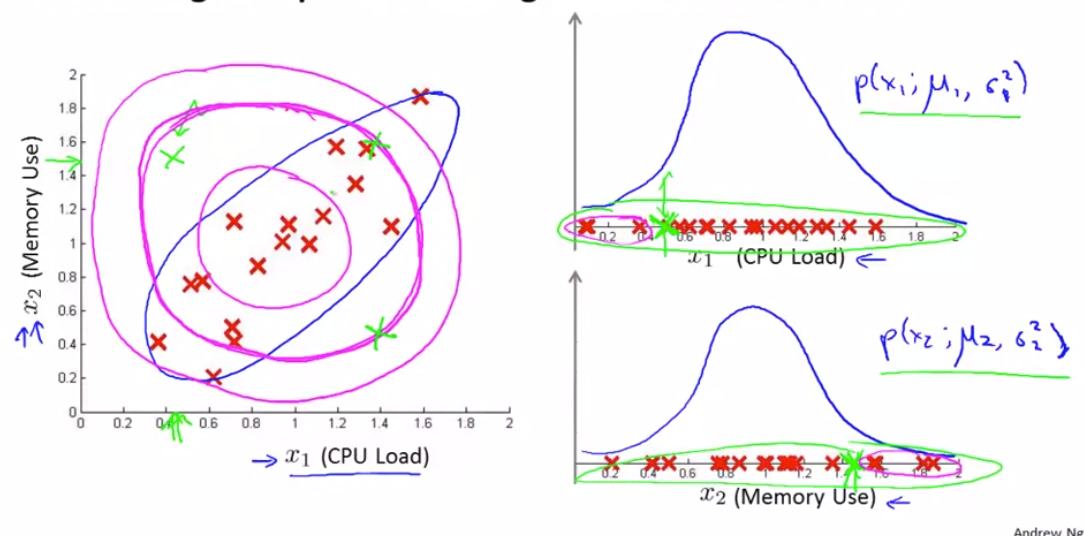 p(x₁; μ₁, σ₁²)
2
1.8
1.6
1.4
1.2
1
0.8
0.6
0.4
0.2
0
x₂ (Memory Use)
0 0.2 0.4 0.6 0.8 1 1.2 1.4 1.6 1.8 2
→ x₁ (CPU Load)
0.2 0.4 0.6 0.8 1 1.2 1.4 1.6 1.8 2
x₁ (CPU Load) ←
p(x₂; μ₂, σ₂²)
0.2 0.4 0.6 0.8 1 1.2 1.6 1.8 2
x₂ (Memory Use) ←
Andrew Ng